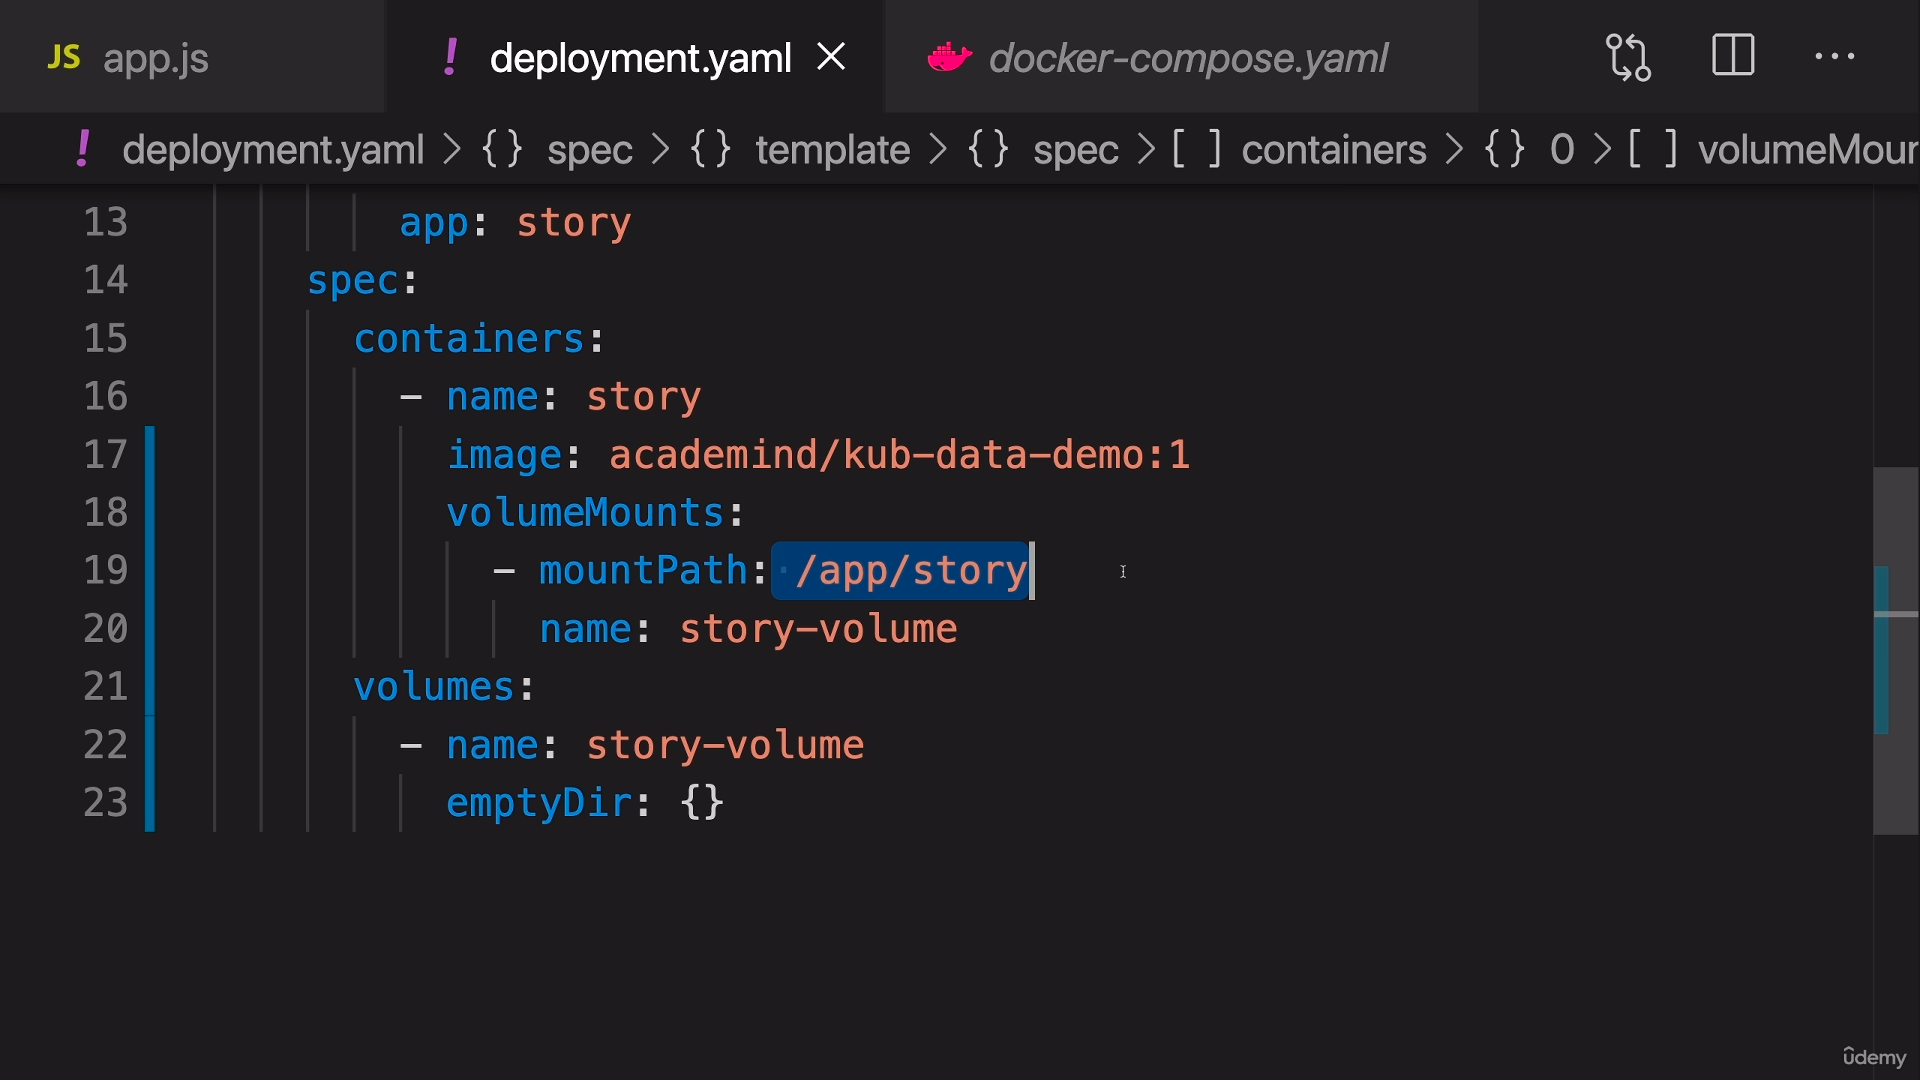 JS app.js ! deployment.yaml × docker-compose.yaml ...
! deployment.yaml > {} spec > {} template > {} spec > [ ] containers > {} 0 > [ ] volumeMour
13 app: story
14 spec:
15 containers:
16 - name: story
17 image: academind/kub-data-demo:1
18 volumeMounts:
19 - mountPath: /app/story
20 name: story-volume
21 volumes:
22 - name: story-volume
23 emptyDir: {}
ûdemy